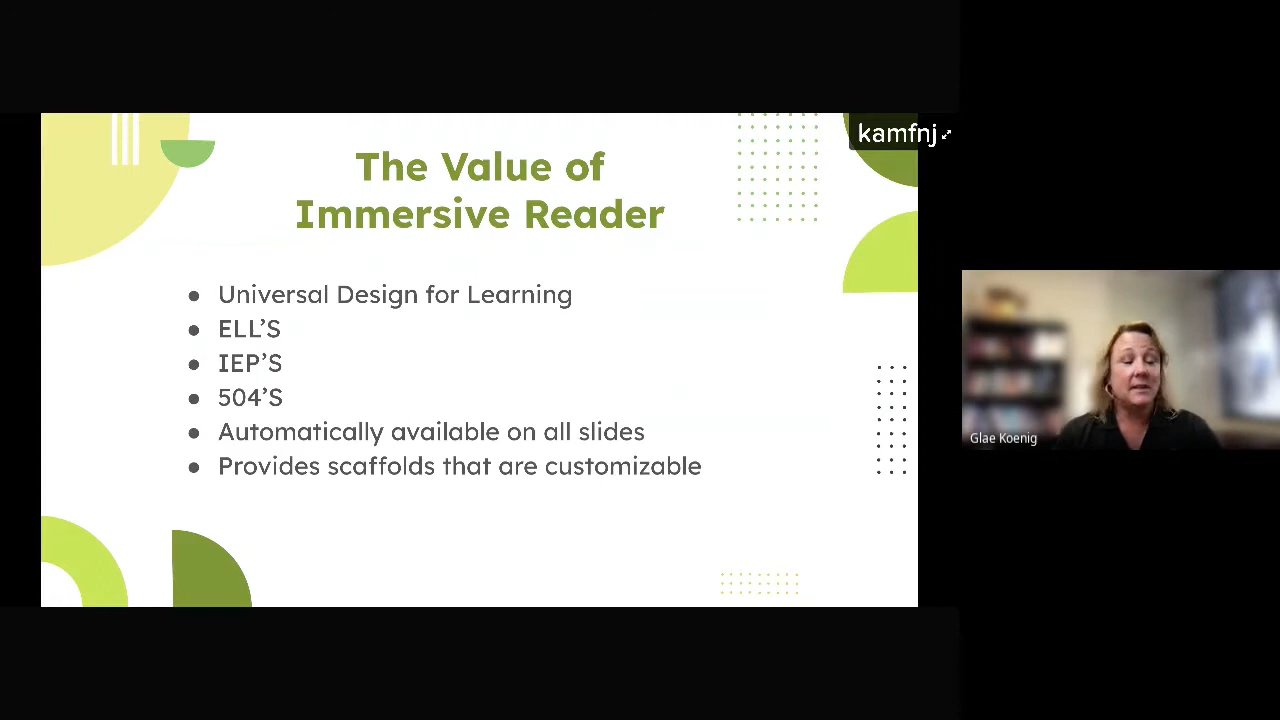 The Value of
Immersive Reader
kamfnj
● Universal Design for Learning
● ELL’S
● IEP’S
● 504’S
● Automatically available on all slides
● Provides scaffolds that are customizable
Glae Koenig